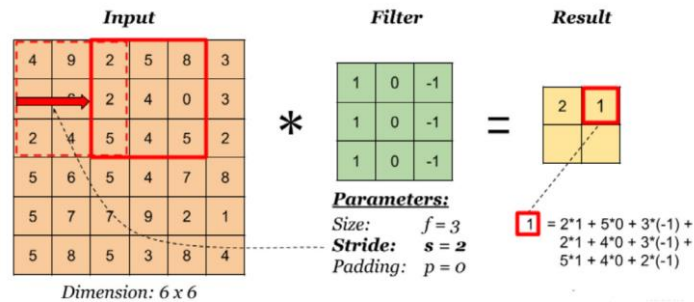 Input
4 9 2 5 8 3
2 4 0 3
2 4 5 4 5 2
5 6 5 4 7 8
5 7 7 9 2 1
5 8 5 3 8 4
Dimension: 6 x 6
*
Filter
1 0 -1
1 0 -1
1 0 -1
Parameters:
Size: f = 3
Stride: s = 2
Padding: p = 0
=
Result
2 1
1 = 2*1 + 5*0 + 3*(-1) +
2*1 + 4*0 + 3*(-1) +
5*1 + 4*0 + 2*(-1)